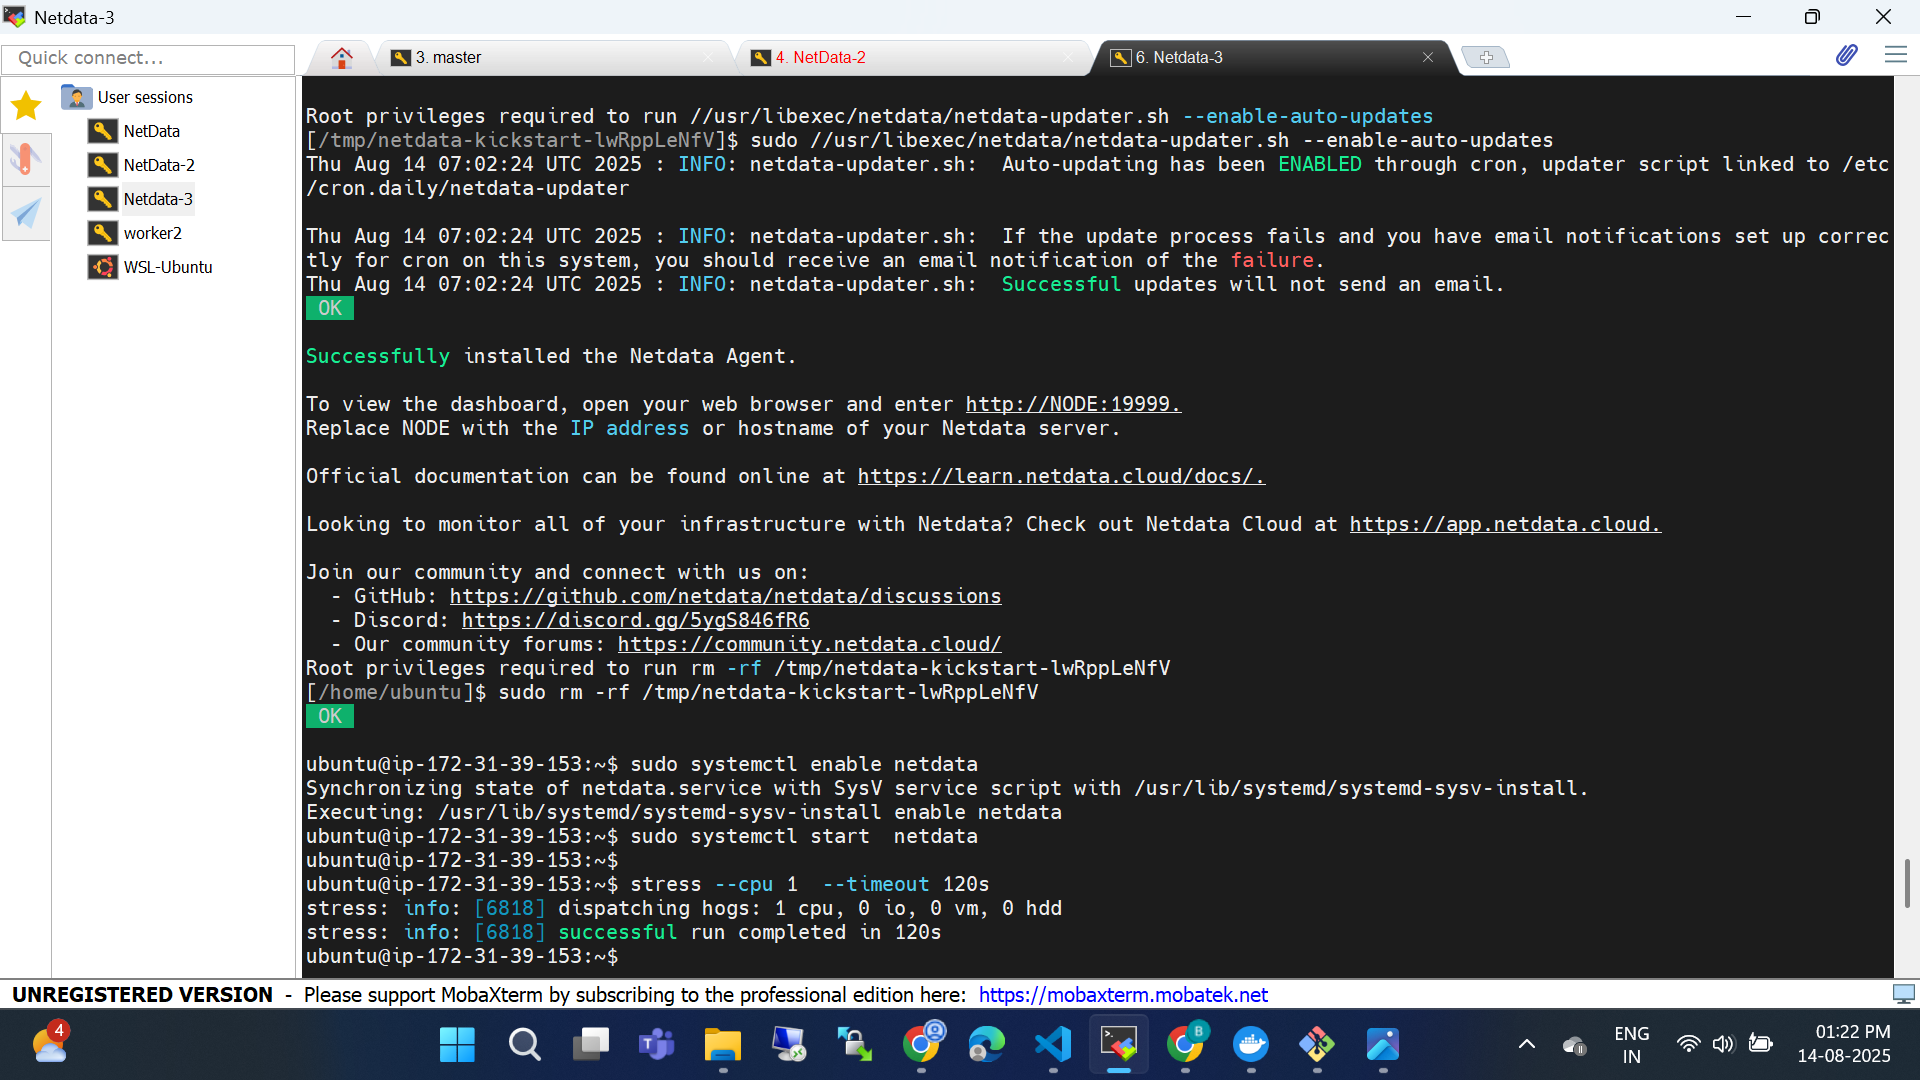 Netdata-3
Quick connect...
3. master
4. NetData-2
6. Netdata-3
User sessions
NetData
NetData-2
Netdata-3
worker2
WSL-Ubuntu
Root privileges required to run //usr/libexec/netdata/netdata-updater.sh --enable-auto-updates
[/tmp/netdata-kickstart-lwRppLeNfV]$ sudo //usr/libexec/netdata/netdata-updater.sh --enable-auto-updates
Thu Aug 14 07:02:24 UTC 2025 : INFO: netdata-updater.sh:  Auto-updating has been ENABLED through cron, updater script linked to /etc
/cron.daily/netdata-updater
Thu Aug 14 07:02:24 UTC 2025 : INFO: netdata-updater.sh:  If the update process fails and you have email notifications set up correc
tly for cron on this system, you should receive an email notification of the failure.
Thu Aug 14 07:02:24 UTC 2025 : INFO: netdata-updater.sh:  Successful updates will not send an email.
OK
Successfully installed the Netdata Agent.
To view the dashboard, open your web browser and enter http://NODE:19999.
Replace NODE with the IP address or hostname of your Netdata server.
Official documentation can be found online at https://learn.netdata.cloud/docs/.
Looking to monitor all of your infrastructure with Netdata? Check out Netdata Cloud at https://app.netdata.cloud.
Join our community and connect with us on:
- GitHub: https://github.com/netdata/netdata/discussions
- Discord: https://discord.gg/5ygS846fR6
- Our community forums: https://community.netdata.cloud/
Root privileges required to run rm -rf /tmp/netdata-kickstart-lwRppLeNfV
[/home/ubuntu]$ sudo rm -rf /tmp/netdata-kickstart-lwRppLeNfV
OK
ubuntu@ip-172-31-39-153:~$ sudo systemctl enable netdata
Synchronizing state of netdata.service with SysV service script with /usr/lib/systemd/systemd-sysv-install.
Executing: /usr/lib/systemd/systemd-sysv-install enable netdata
ubuntu@ip-172-31-39-153:~$ sudo systemctl start  netdata
ubuntu@ip-172-31-39-153:~$
ubuntu@ip-172-31-39-153:~$ stress --cpu 1  --timeout 120s
stress: info: [6818] dispatching hogs: 1 cpu, 0 io, 0 vm, 0 hdd
stress: info: [6818] successful run completed in 120s
ubuntu@ip-172-31-39-153:~$
UNREGISTERED VERSION - Please support MobaXterm by subscribing to the professional edition here: https://mobaxterm.mobatek.net
4
B
ENG
IN
01:22 PM
14-08-2025